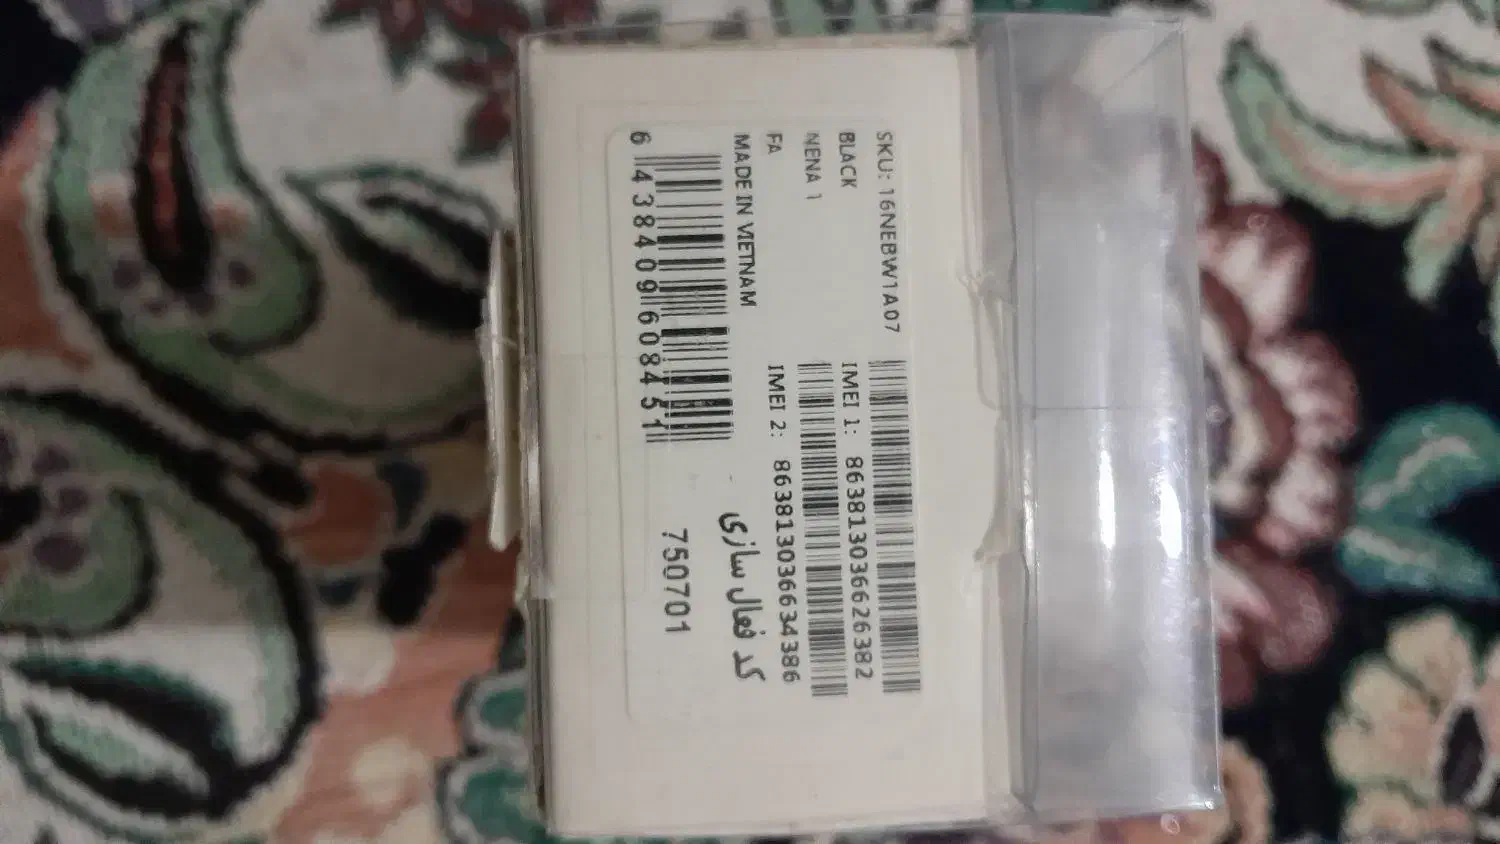 SKU: 16NEBW1A07
BLACK
IMEI 1: 863813036626382
NENA 1
FA
IMEI 2: 863813036634386
MADE IN VIETNAM
کد فعال سازی
750701
6 438409 608451